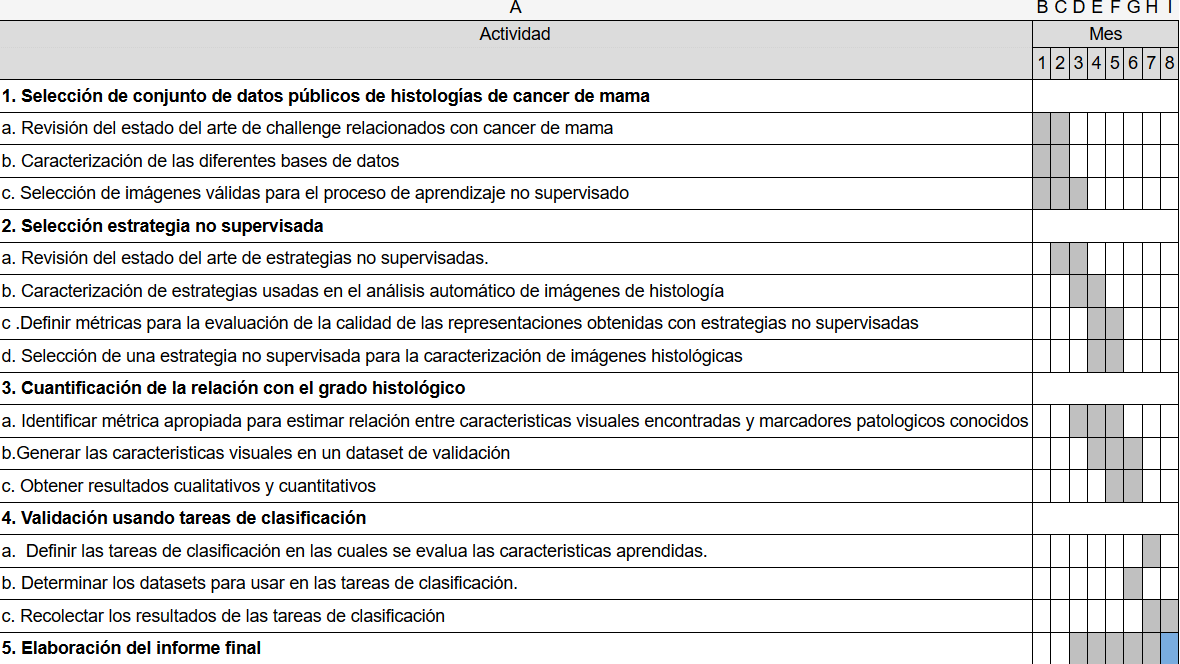 A B C D E F G H I
Actividad Mes
1 2 3 4 5 6 7 8
1. Selección de conjunto de datos públicos de histologías de cancer de mama
a. Revisión del estado del arte de challenge relacionados con cancer de mama
b. Caracterización de las diferentes bases de datos
c. Selección de imágenes válidas para el proceso de aprendizaje no supervisado
2. Selección estrategia no supervisada
a. Revisión del estado del arte de estrategias no supervisadas.
b. Caracterización de estrategias usadas en el análisis automático de imágenes de histología
c .Definir métricas para la evaluación de la calidad de las representaciones obtenidas con estrategias no supervisadas
d. Selección de una estrategia no supervisada para la caracterización de imágenes histológicas
3. Cuantificación de la relación con el grado histológico
a. Identificar métrica apropiada para estimar relación entre caracteristicas visuales encontradas y marcadores patologicos conocidos
b.Generar las caracteristicas visuales en un dataset de validación
c. Obtener resultados cualitativos y cuantitativos
4. Validación usando tareas de clasificación
a.  Definir las tareas de clasificación en las cuales se evalua las caracteristicas aprendidas.
b. Determinar los datasets para usar en las tareas de clasificación.
c. Recolectar los resultados de las tareas de clasificación
5. Elaboración del informe final